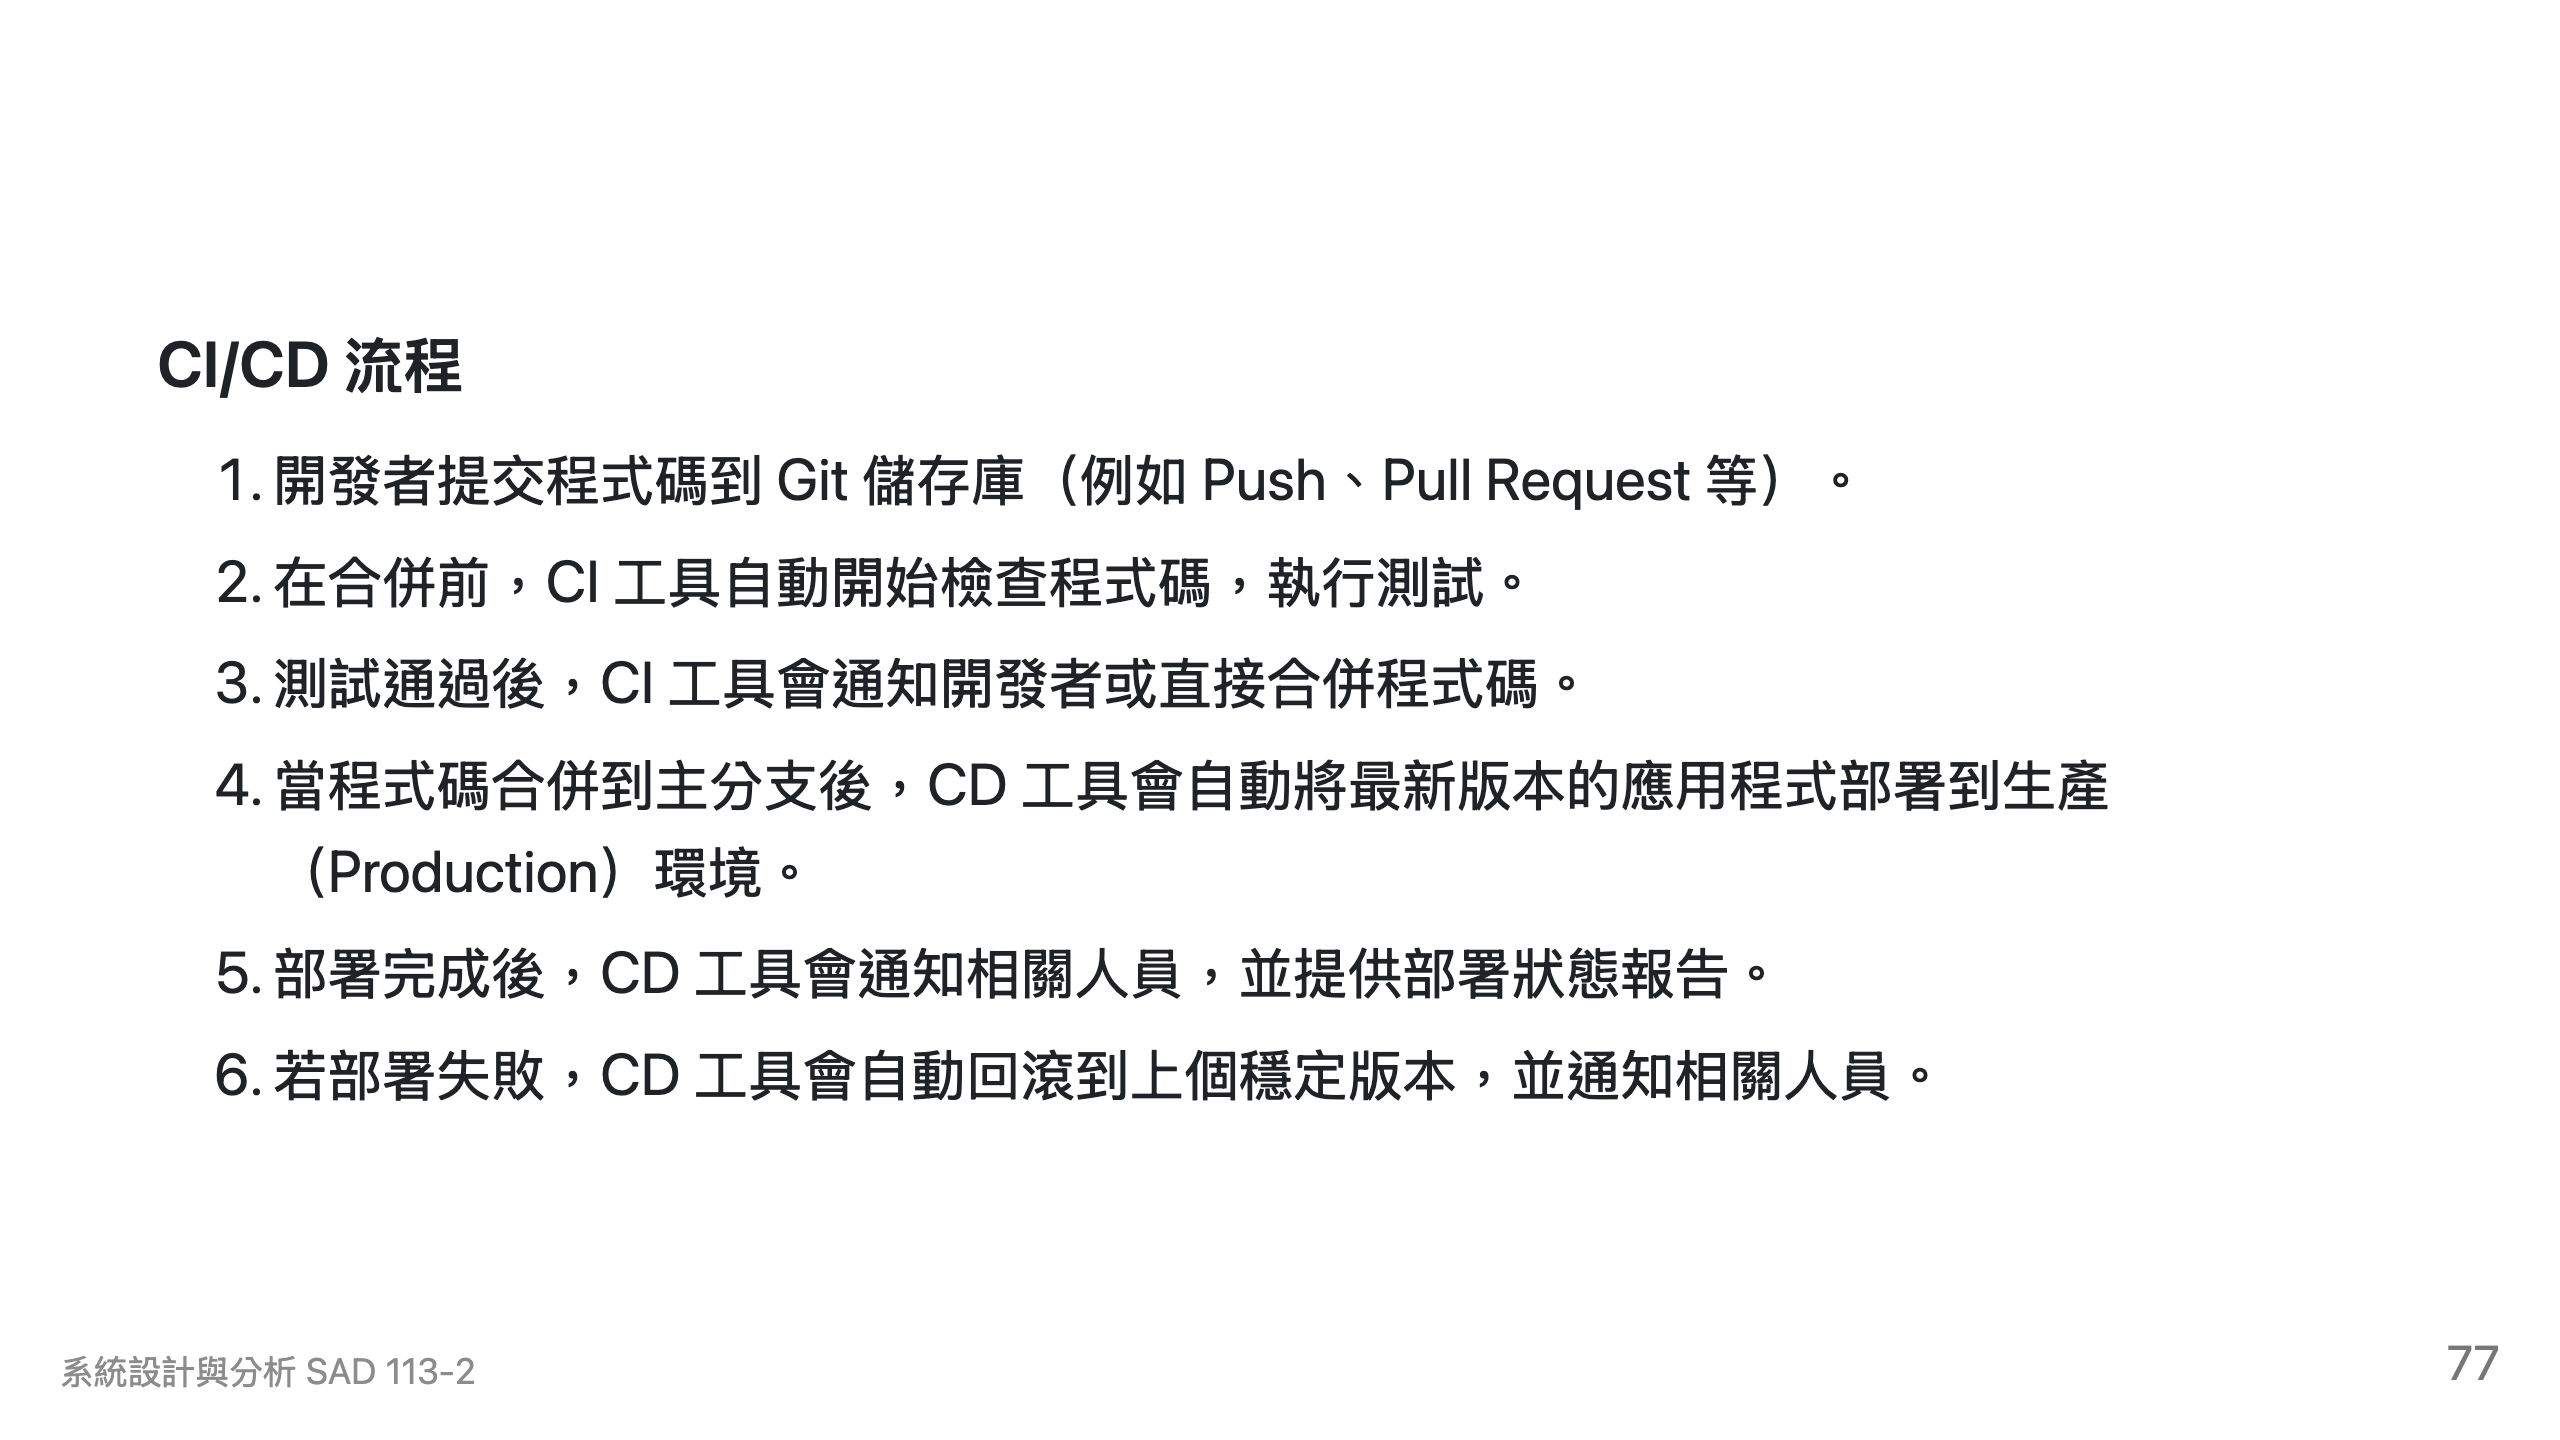 CI/CD 流程
1. 開發者提交程式碼到 Git 儲存庫（例如 Push、Pull Request 等）。
2. 在合併前，CI 工具自動開始檢查程式碼，執行測試。
3. 測試通過後，CI 工具會通知開發者或直接合併程式碼。
4. 當程式碼合併到主分支後，CD 工具會自動將最新版本的應用程式部署到生產
（Production）環境。
5. 部署完成後，CD 工具會通知相關人員，並提供部署狀態報告。
6. 若部署失敗，CD 工具會自動回滾到上個穩定版本，並通知相關人員。
系統設計與分析 SAD 113-2
77